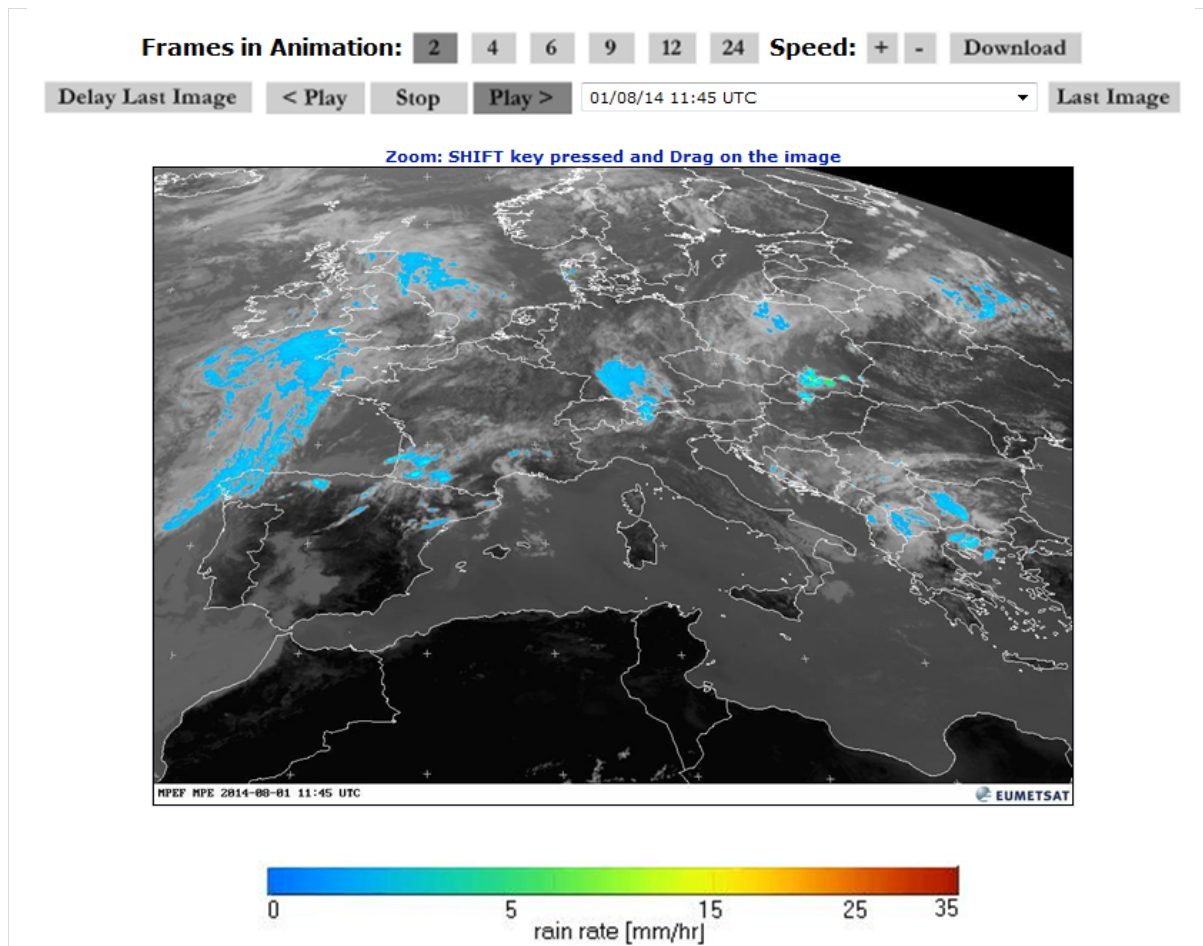 Frames in Animation: 2 4 6 9 12 24 Speed: + - Download
Delay Last Image < Play Stop Play > 01/08/14 11:45 UTC Last Image
Zoom: SHIFT key pressed and Drag on the image
MPEF MPE 2014-08-01 11:45 UTC EUMETSAT
0 5 15 25 35
rain rate [mm/hr]